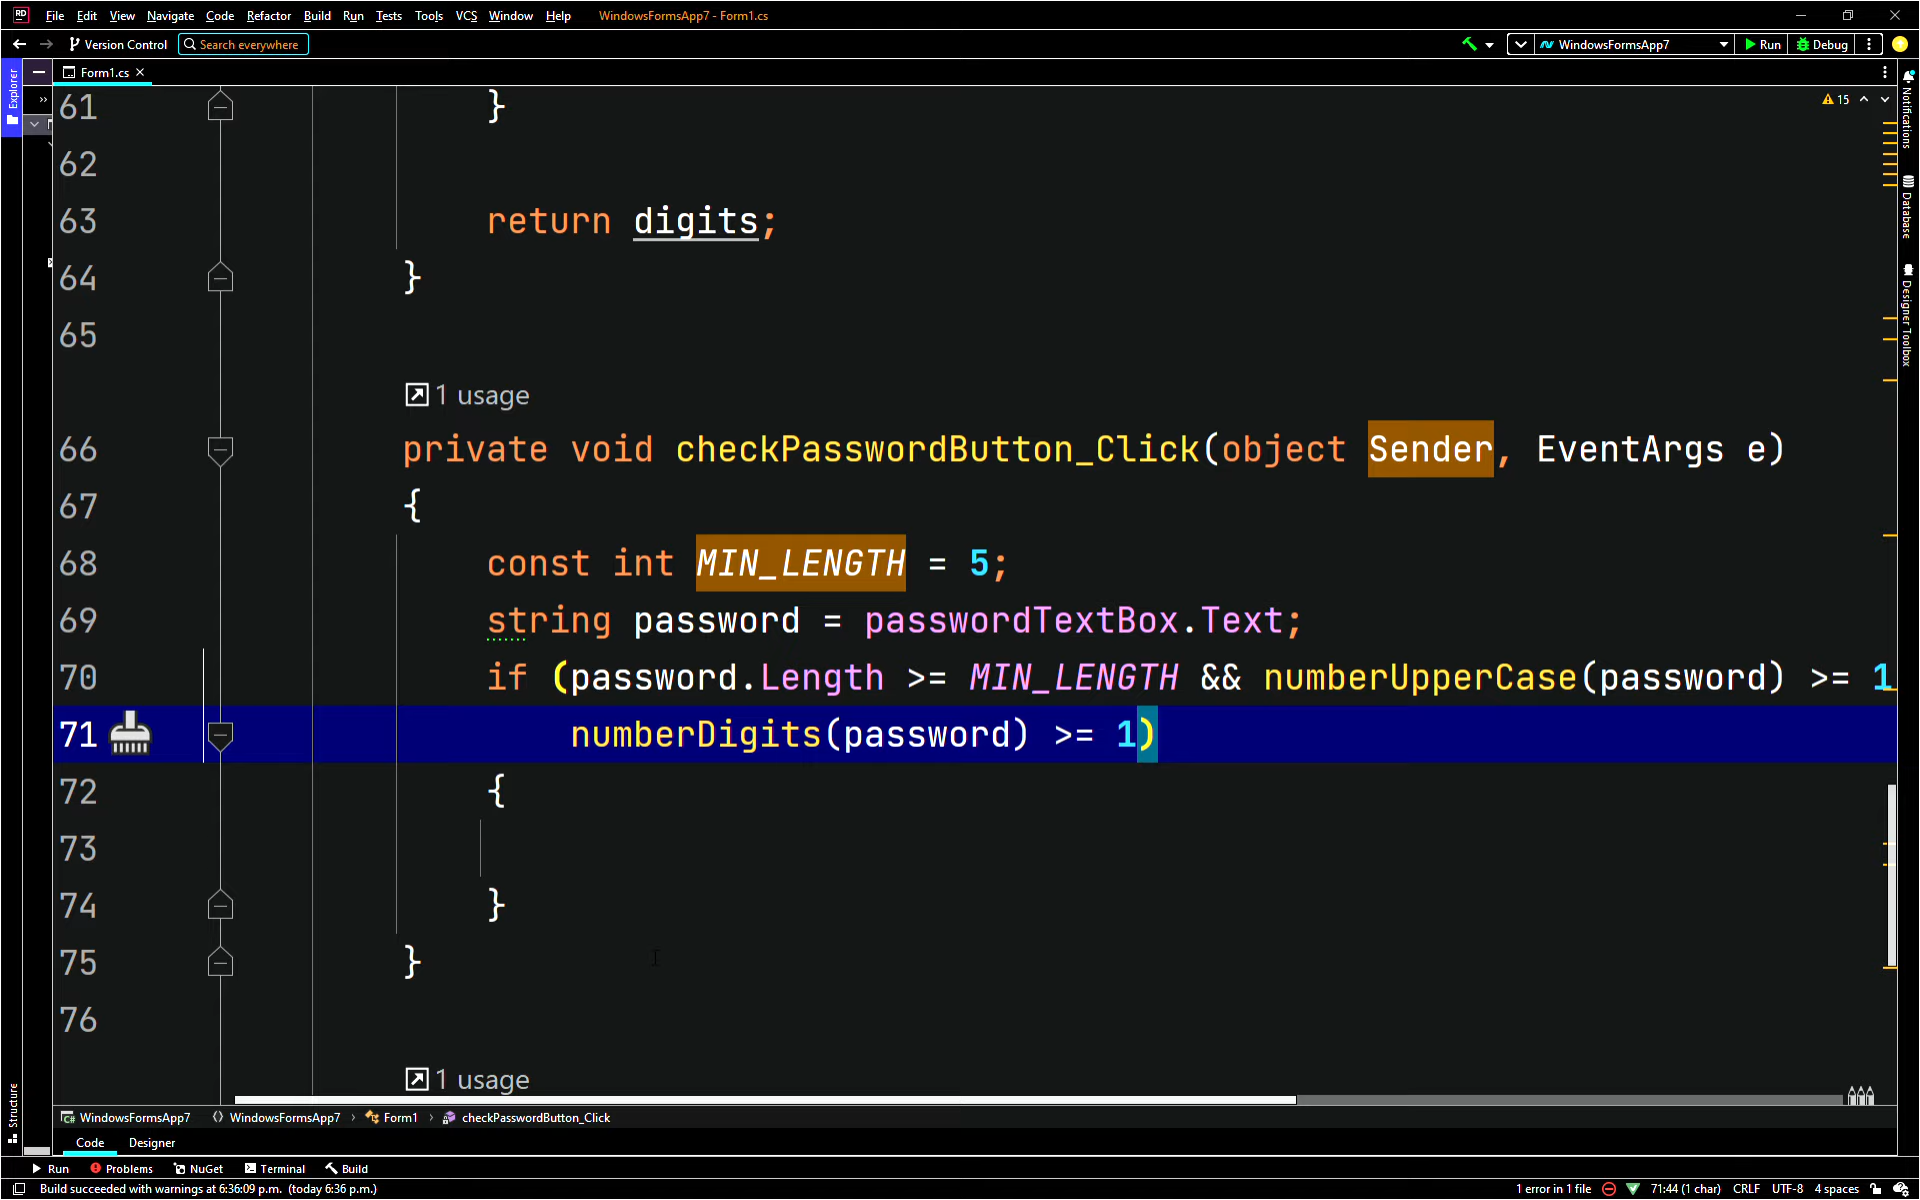 File Edit View Navigate Code Refactor Build Run Tests Tools VCS Window Help WindowsFormsApp7 - Form1.cs
Version Control Search everywhere WindowsFormsApp7 Run Debug
Explorer
Form1.cs
15
Notifications
Database
Designer Toolbox
61 }
62
63 return digits;
64 }
65
1 usage
66 private void checkPasswordButton_Click(object Sender, EventArgs e)
67 {
68 const int MIN_LENGTH = 5;
69 string password = passwordTextBox.Text;
70 if (password.Length >= MIN_LENGTH && numberUpperCase(password) >= 1
71 numberDigits(password) >= 1)
72 {
73
74 }
75 }
76
1 usage
Structure
WindowsFormsApp7 WindowsFormsApp7 Form1 checkPasswordButton_Click
Code Designer
Run Problems NuGet Terminal Build
Build succeeded with warnings at 6:36:09 p.m. (today 6:36 p.m.) 1 error in 1 file 71:44 (1 char) CRLF UTF-8 4 spaces